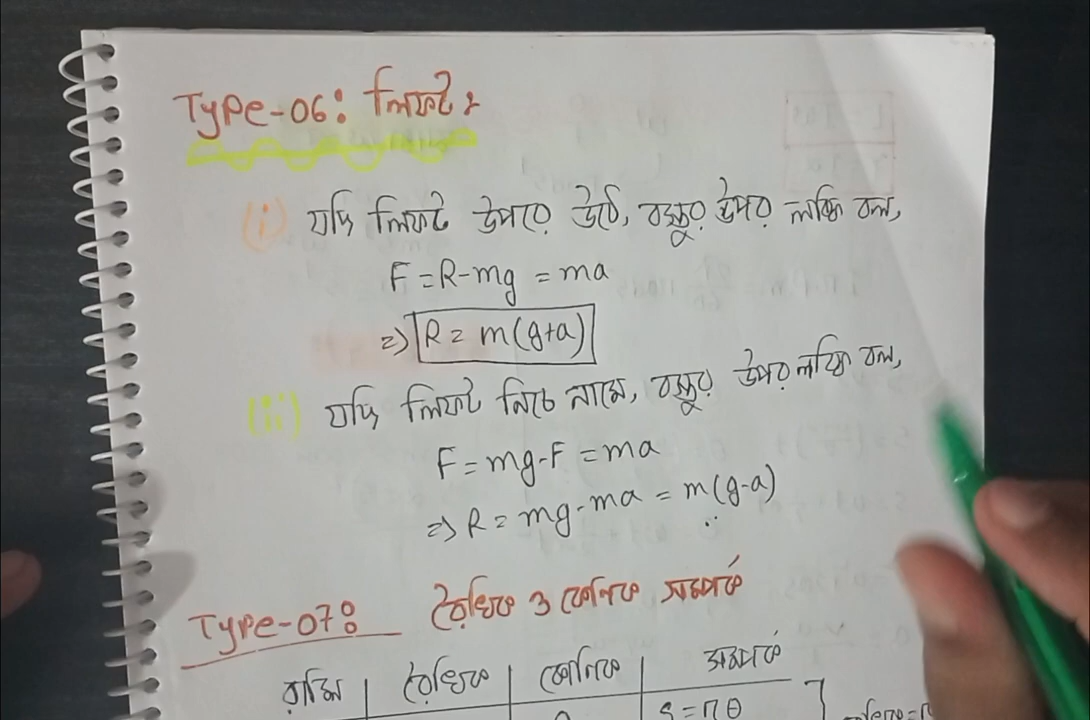 Type-06: লিফট:
(i) যদি লিফট উপরে উঠে, বস্তুর উপর লব্ধি বল,
F = R-mg = ma
=> R = m(g+a)
(ii) যদি লিফট নিচে নামে, বস্তুর উপর লব্ধি বল,
F = mg-F = ma
=> R = mg-ma = m(g-a)
Type-07: রৈখিক ও কৌনিক সম্পর্ক
রাশি | রৈখিক | কৌনিক | সম্পর্ক
S = rθ